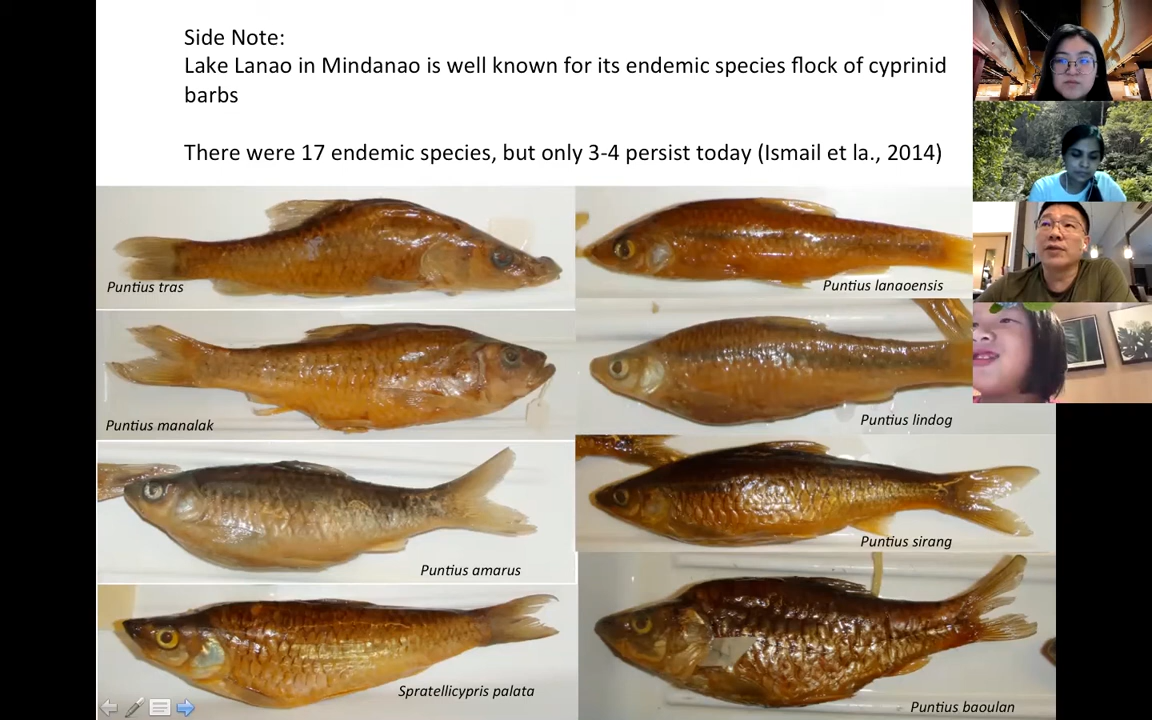 Side Note:
Lake Lanao in Mindanao is well known for its endemic species flock of cyprinid
barbs
There were 17 endemic species, but only 3-4 persist today (Ismail et la., 2014)
Puntius tras
Puntius lanaoensis
Puntius manalak
Puntius lindog
Puntius amarus
Puntius sirang
Spratellicypris palata
Puntius baoulan